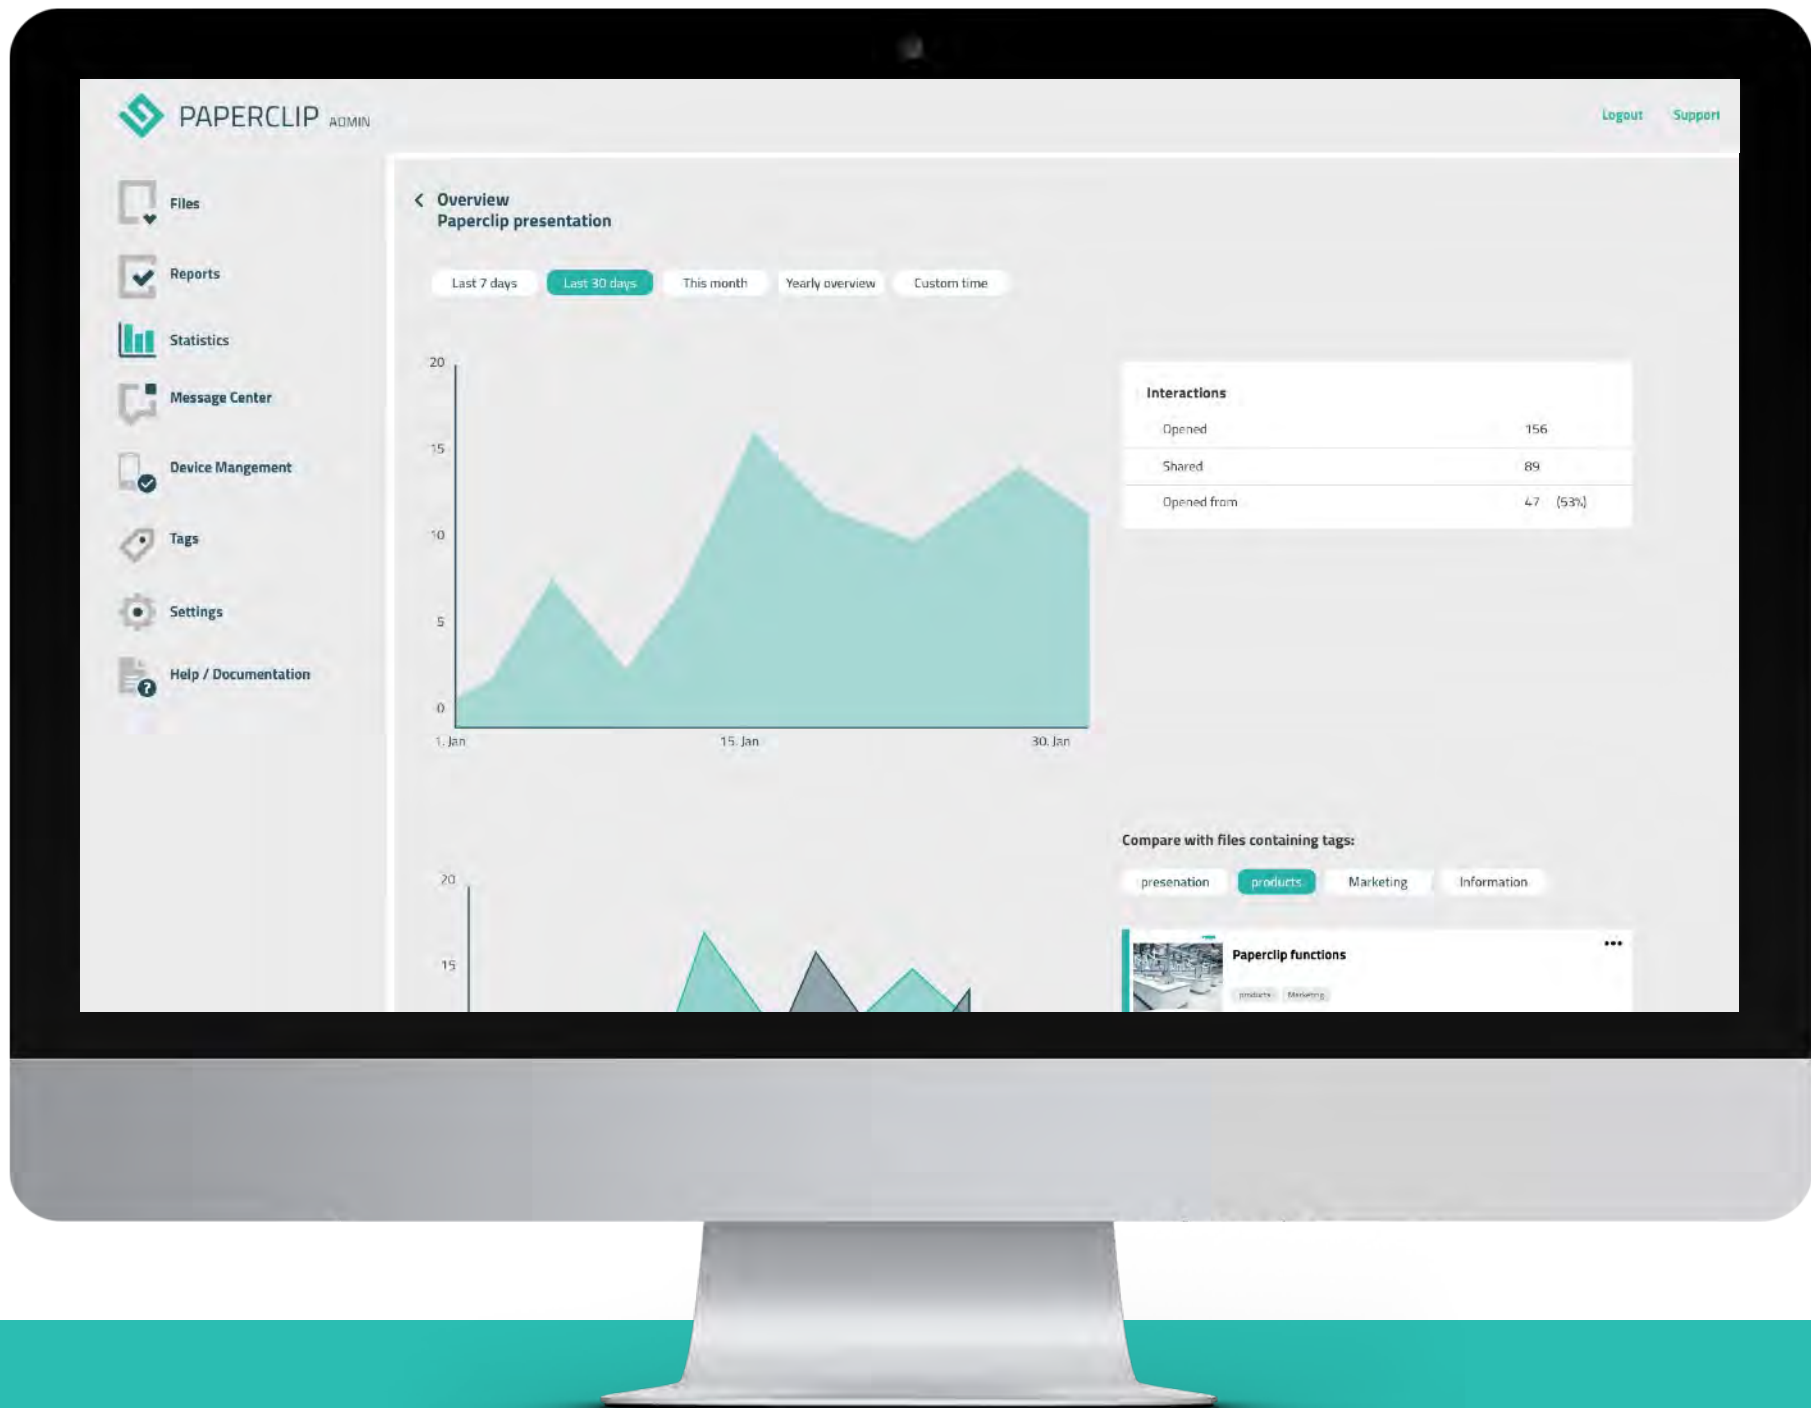 PAPERCLIP ADMIN
Logout Support
Files
Reports
Statistics
Message Center
Device Mangement
Tags
Settings
Help / Documentation
Overview
Paperclip presentation
Last 7 days Last 30 days This month Yearly overview Custom time
20
15
10
5
0
1. Jan 15. Jan 30. Jan
Interactions
Opened 156
Shared 89
Opened from 47 (53%)
20
15
Compare with files containing tags:
presenation products Marketing Information
Paperclip functions
products Marketing